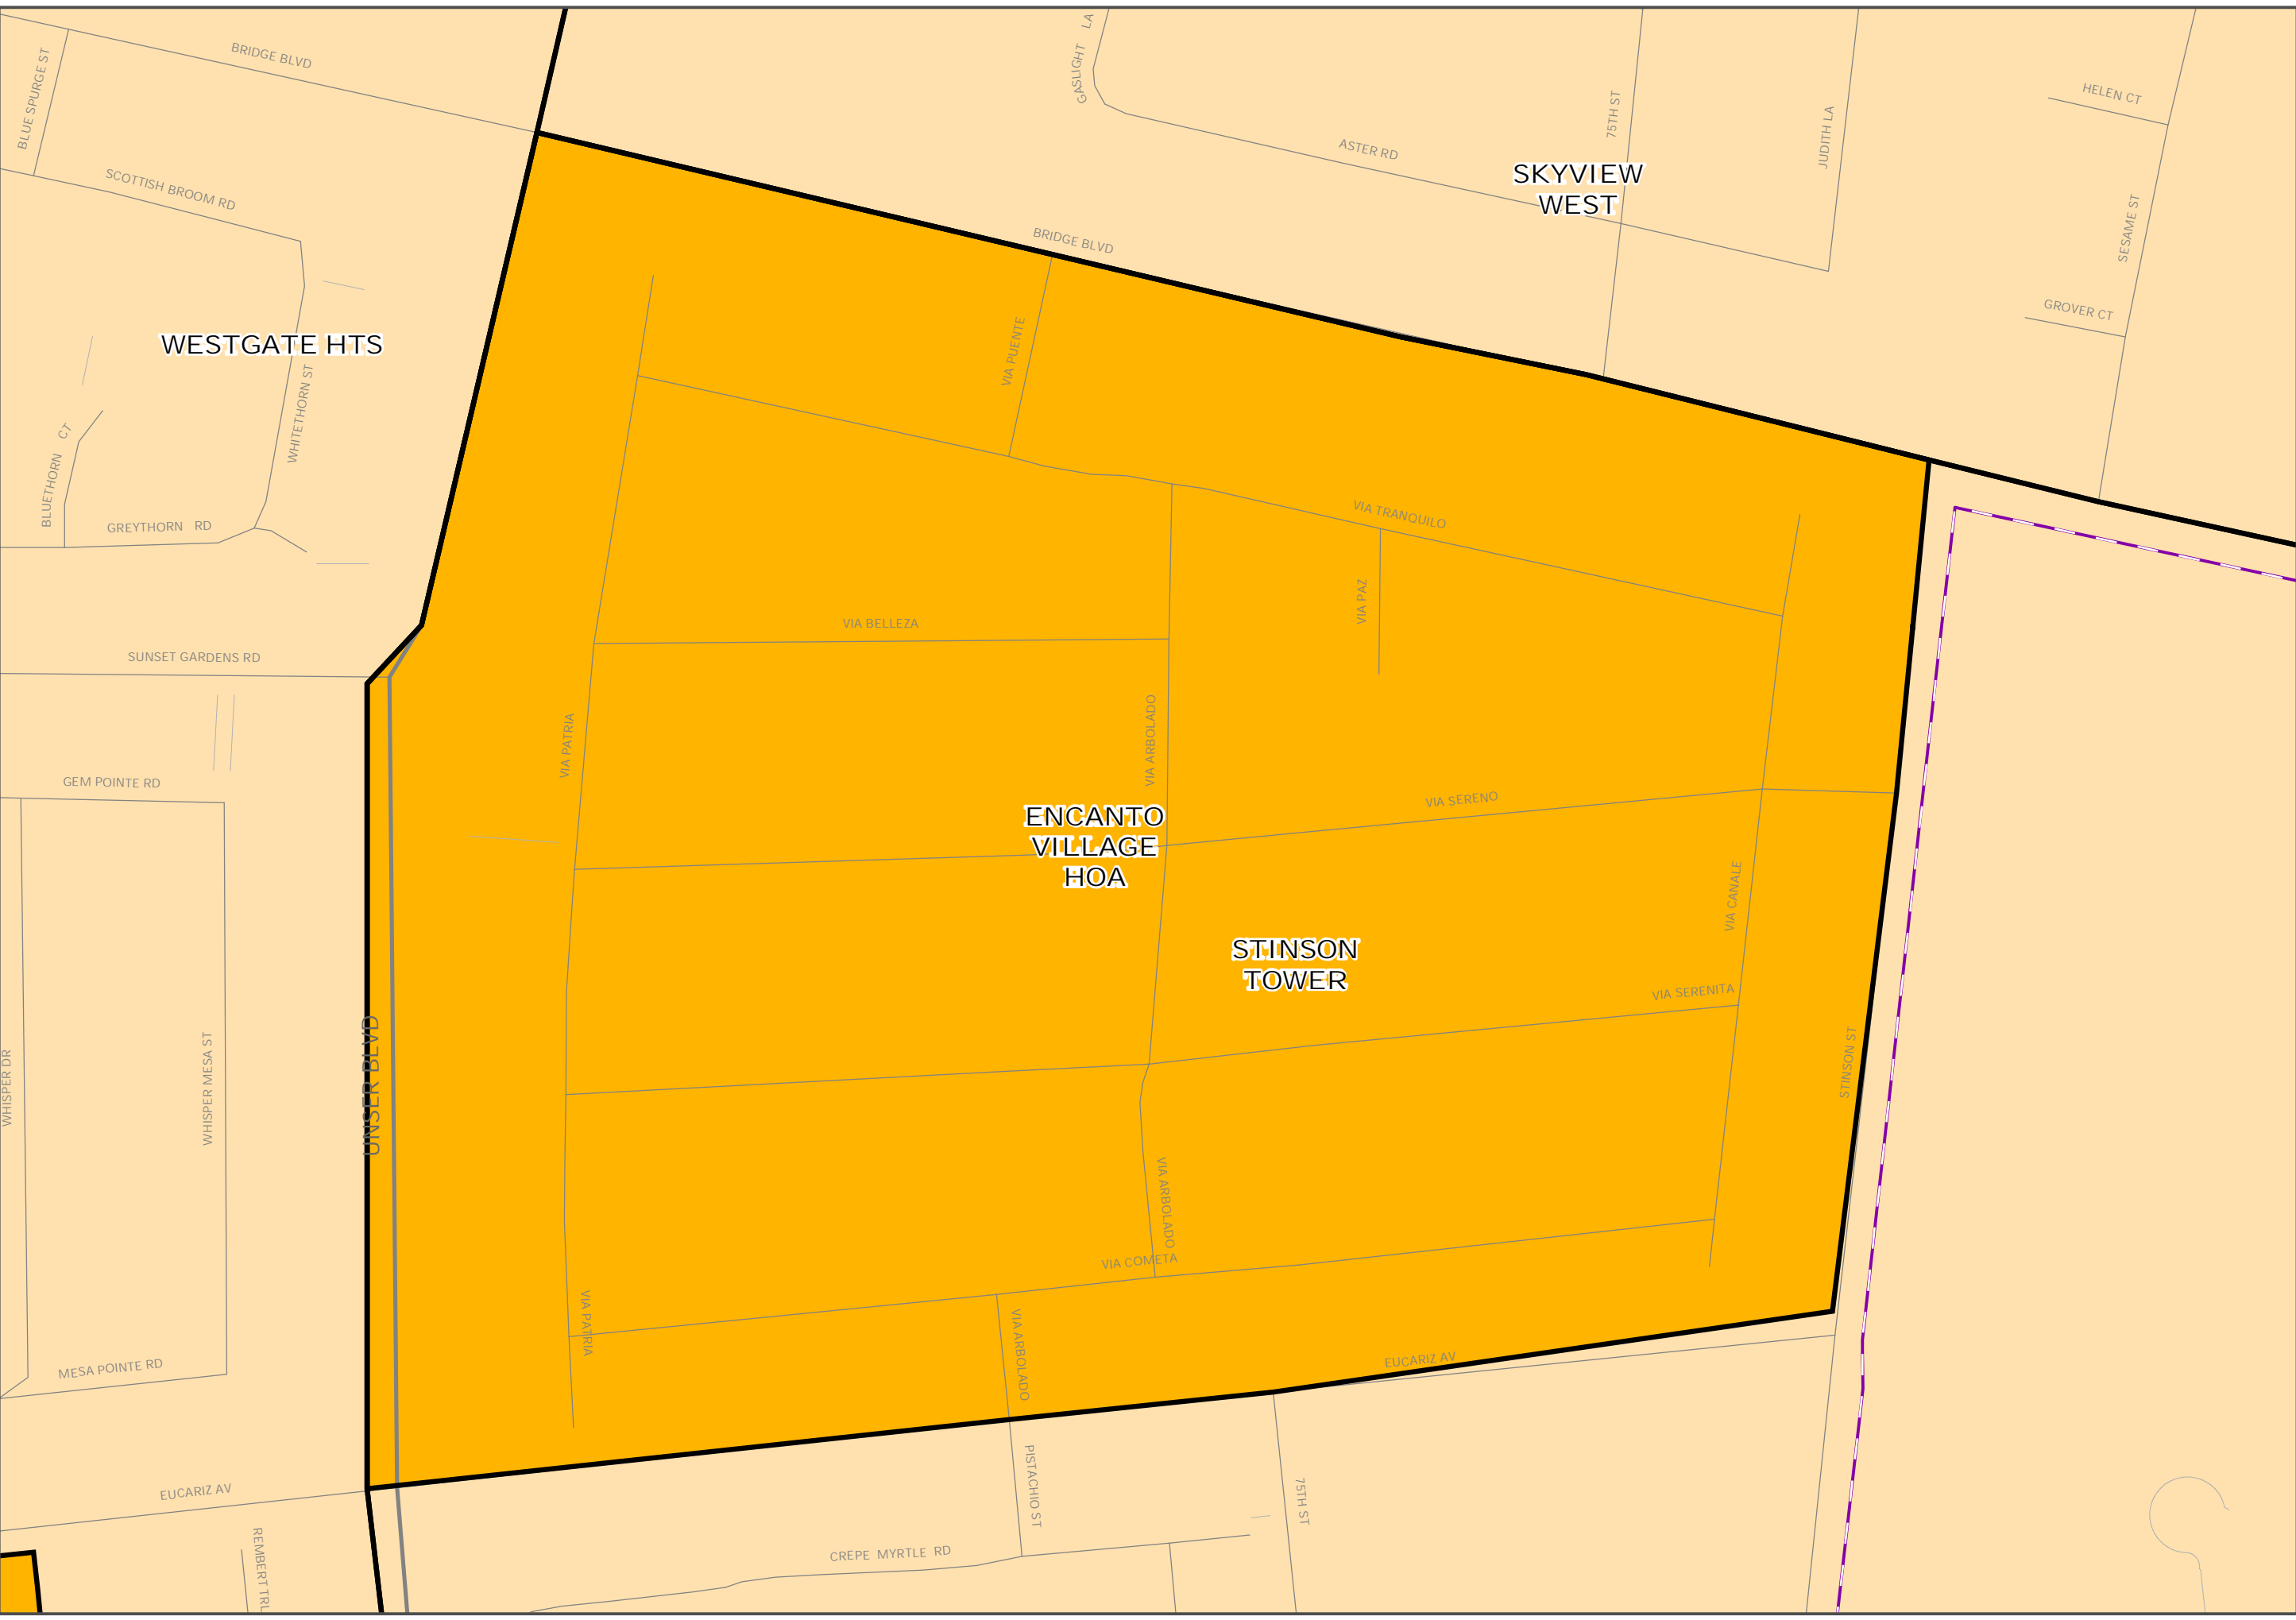 BRIDGE BLVD
GASLIGHT LA
BLUE SPURGE ST
HELEN CT
75TH ST
JUDITH LA
ASTER RD
SKYVIEW
WEST
SCOTTISH BROOM RD
SESAME ST
BRIDGE BLVD
GROVER CT
WESTGATE HTS
VIA PUENTE
WHITETHORN ST
BLUETHORN CT
GREYTHORN RD
VIA TRANQUILO
VIA PAZ
VIA BELLEZA
SUNSET GARDENS RD
VIA PATRIA
VIA ARBOLADO
GEM POINTE RD
VIA SERENO
ENCANTO
VILLAGE
HOA
VIA CANALE
STINSON
TOWER
VIA SERENITA
UNSER BLVD
WHISPER DR
WHISPER MESA ST
STINSON ST
VIA ARBOLADO
VIA COMETA
VIA PATRIA
VIA ARBOLADO
EUCARIZ AV
MESA POINTE RD
EUCARIZ AV
PISTACHIO ST
75TH ST
REMBERT TRL
CREPE MYRTLE RD